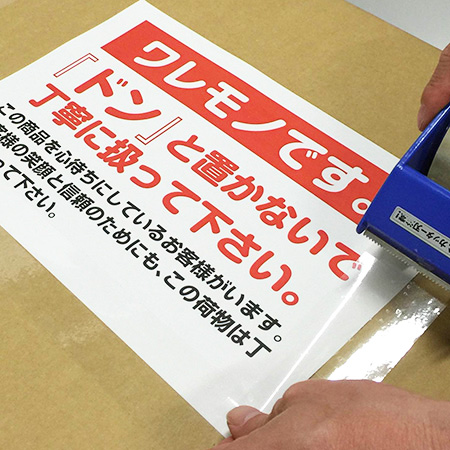 ワレモノです。
『ドン』と置かないで
丁寧に扱って下さい。
この商品を心待ちにしているお客様がいます。
客様の笑顔と信頼のためにも、この荷物は丁
って下さい。